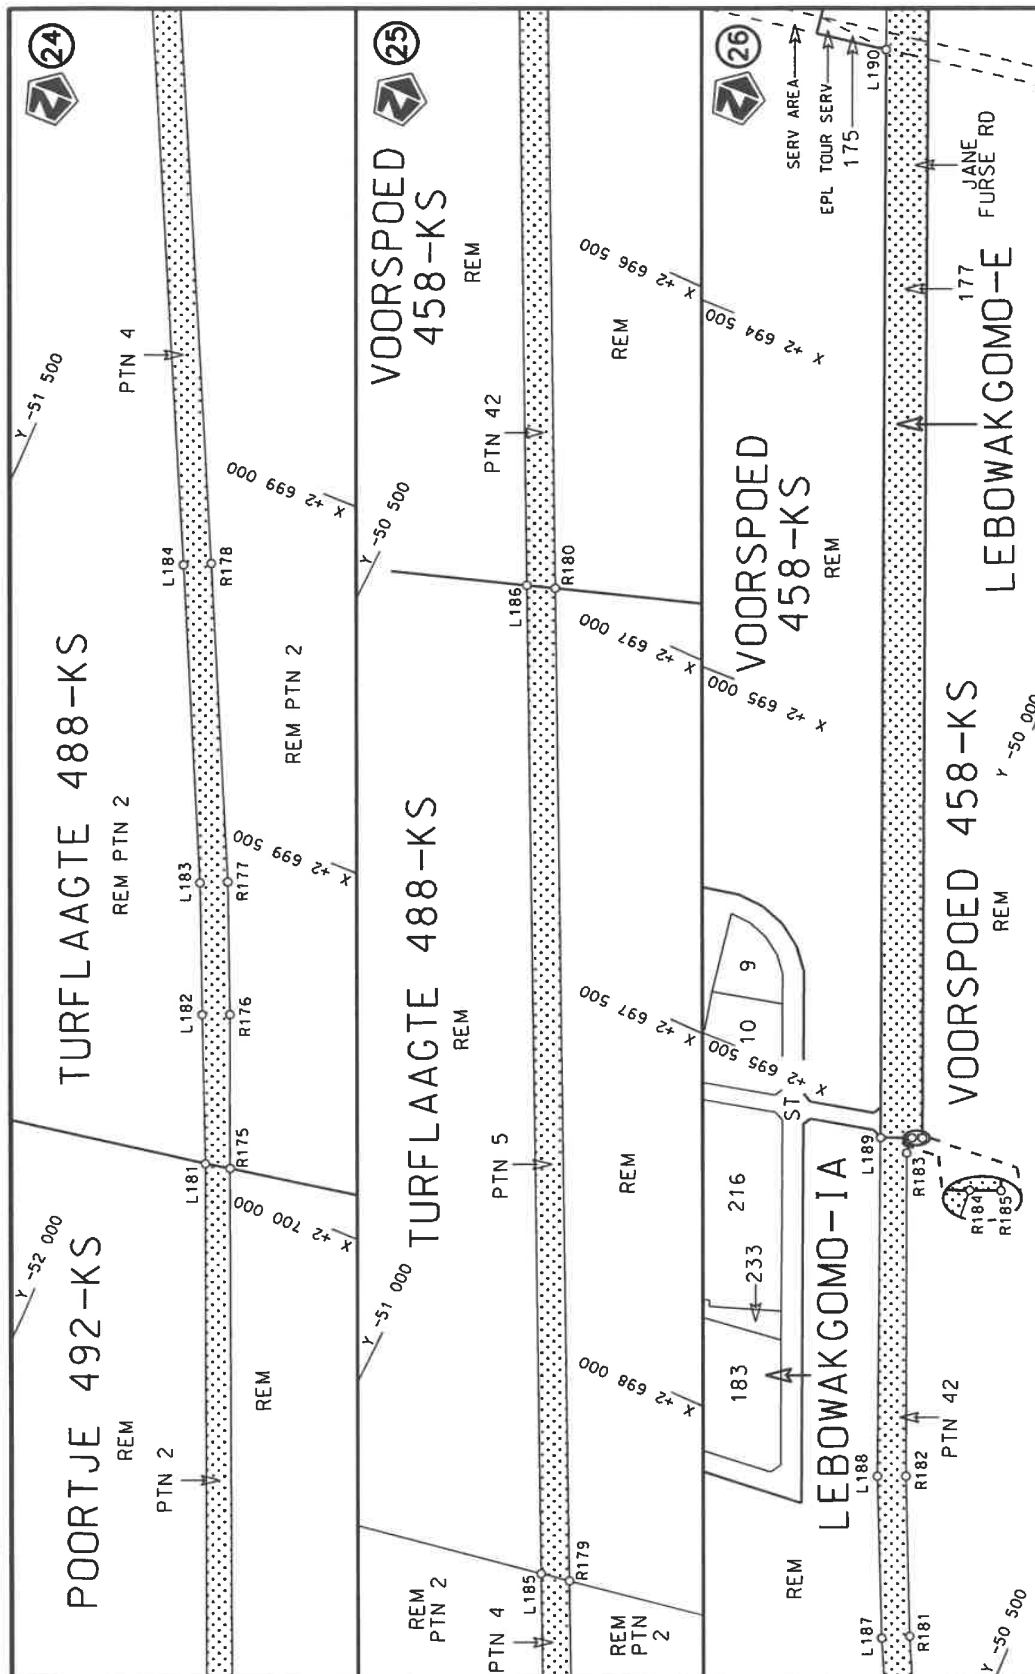 24
N
Y -51 500
PTN 4
X +2 699 000
L184
R178
TURFLAAGTE 488-KS
REM PTN 2
REM PTN 2
X +2 699 500
L183
R177
L182
R176
L181
R175
X +2 700 000
Y -52 000
POORTJE 492-KS
REM
REM
PTN 2
25
N
VOORSPOED
458-KS
REM
X +2 696 500
REM
PTN 42
Y -50 500
L186
R180
X +2 697 000
TURFLAAGTE 488-KS
REM
X +2 697 500
PTN 5
REM
Y -51 000
X +2 698 000
L185
R179
REM
PTN 2
PTN 4
REM
PTN
2
26
N
SERV AREA
EPL TOUR SERV
175
L190
JANE
FURSE RD
177
LEBOWAKGOMO-E
X +2 694 500
VOORSPOED
458-KS
REM
X +2 695 000
VOORSPOED 458-KS
REM
Y -50 000
9
10
X +2 695 500
ST
L189
R183
R184
R185
216
233
183
LEBOWAKGOMO-IA
PTN 42
L188
R182
REM
L187
R181
Y -50 500